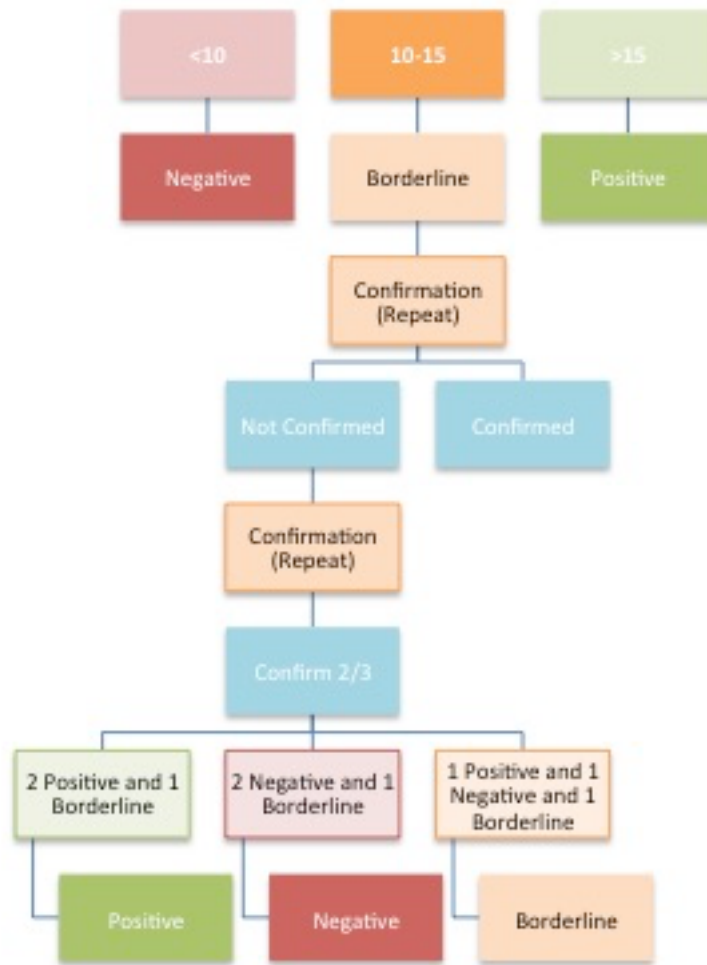 <10
10-15
>15
Negative
Borderline
Positive
Confirmation
(Repeat)
Not Confirmed
Confirmed
Confirmation
(Repeat)
Confirm 2/3
2 Positive and 1
Borderline
2 Negative and 1
Borderline
1 Positive and 1
Negative and 1
Borderline
Positive
Negative
Borderline